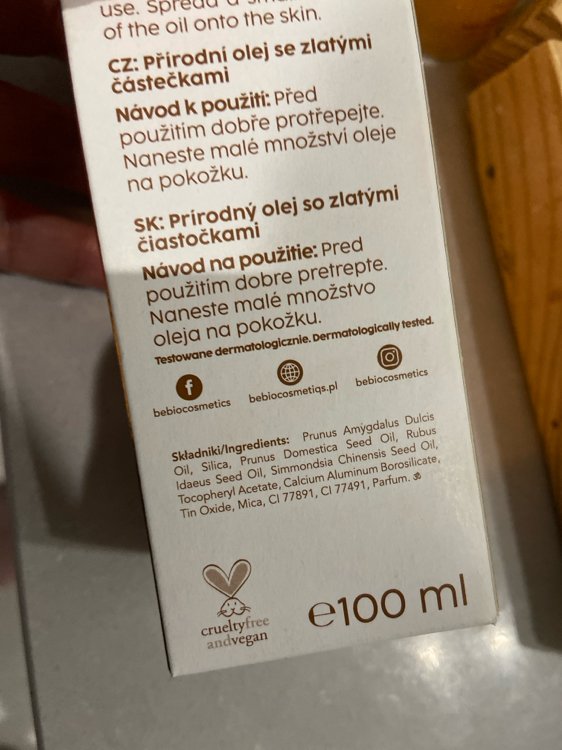 use. Spread a small
of the oil onto the skin.
CZ: Přírodní olej se zlatými
částečkami
Návod k použití: Před
použitím dobře protřepejte.
Naneste malé množství oleje
na pokožku.
SK: Prírodný olej so zlatými
čiastočkami
Návod na použitie: Pred
použitím dobre pretrepte.
Naneste malé množstvo
oleja na pokožku.
Testowane dermatologicznie. Dermatologically tested.
bebiocosmetics
bebiocosmetiqs.pl
bebiocosmetics
Składniki/Ingredients: Prunus Amygdalus Dulcis
Oil, Silica, Prunus Domestica Seed Oil, Rubus
Idaeus Seed Oil, Simmondsia Chinensis Seed Oil,
Tocopheryl Acetate, Calcium Aluminum Borosilicate,
Tin Oxide, Mica, CI 77891, CI 77491, Parfum.
crueltyfree
andvegan
℮100 ml